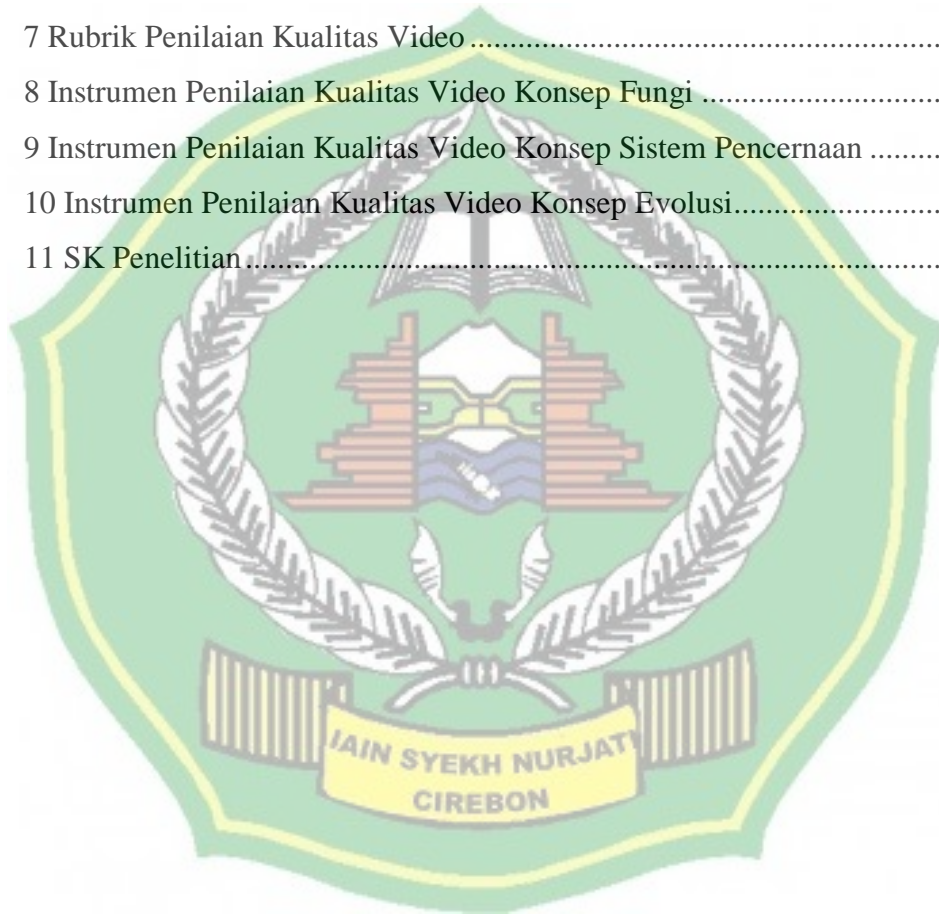 7 Rubrik Penilaian Kualitas Video ..........................................................
8 Instrumen Penilaian Kualitas Video Konsep Fungi ..............................
9 Instrumen Penilaian Kualitas Video Konsep Sistem Pencernaan .........
10 Instrumen Penilaian Kualitas Video Konsep Evolusi..........................
11 SK Penelitian.........................................................................................
IAIN SYEKH NURJATI
CIREBON